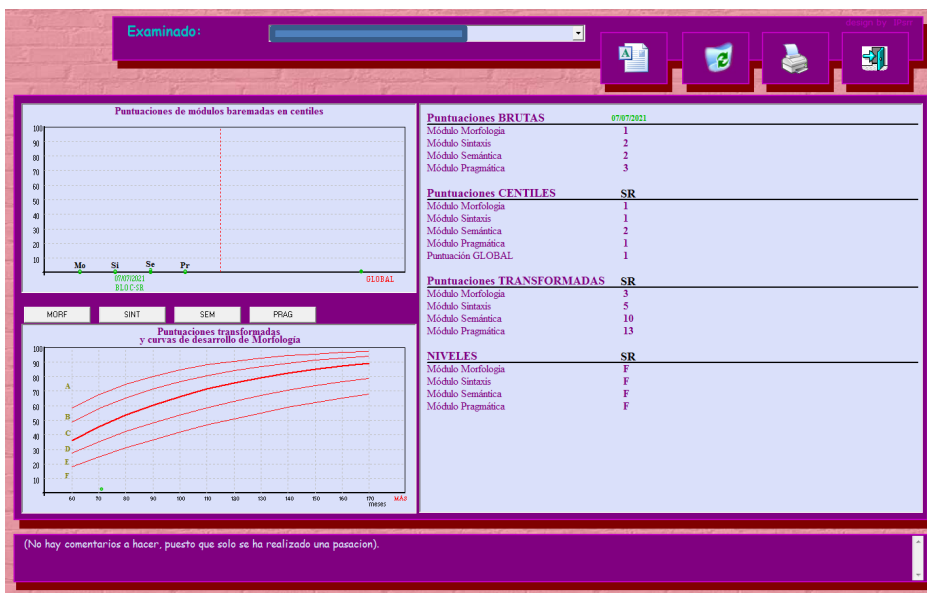 design by IRos
Examinado:
Puntuaciones de módulos baremadas en centiles
100
90
80
70
60
50
40
30
20
10
Mo Si Se Pr
07/07/2021
BLOC-SR
GLOBAL
MORF SINT SEM PRAG
Puntuaciones transformadas
y curvas de desarrollo de Morfología
100
90
80
70
60
50
40
30
20
10
A
B
C
D
E
F
60 70 80 90 100 110 120 130 140 150 160 170 MÁS
meses
Puntuaciones BRUTAS 07/07/2021
Módulo Morfología 1
Módulo Sintaxis 2
Módulo Semántica 2
Módulo Pragmática 3
Puntuaciones CENTILES SR
Módulo Morfología 1
Módulo Sintaxis 1
Módulo Semántica 2
Módulo Pragmática 1
Puntuación GLOBAL 1
Puntuaciones TRANSFORMADAS SR
Módulo Morfología 3
Módulo Sintaxis 5
Módulo Semántica 10
Módulo Pragmática 13
NIVELES SR
Módulo Morfología F
Módulo Sintaxis F
Módulo Semántica F
Módulo Pragmática F
(No hay comentarios a hacer, puesto que solo se ha realizado una pasacion).